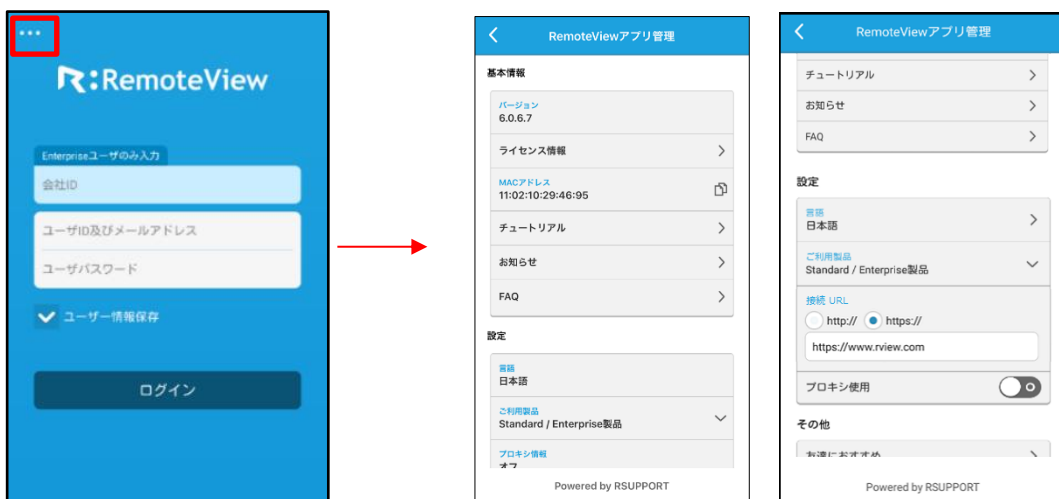 R:RemoteView
Enterpriseユーザのみ入力
会社ID
ユーザID及びメールアドレス
ユーザパスワード
ユーザー情報保存
ログイン
RemoteViewアプリ管理
基本情報
バージョン
6.0.6.7
ライセンス情報
MACアドレス
11:02:10:29:46:95
チュートリアル
お知らせ
FAQ
設定
言語
日本語
ご利用製品
Standard / Enterprise製品
プロキシ情報
オフ
Powered by RSUPPORT
RemoteViewアプリ管理
チュートリアル
お知らせ
FAQ
設定
言語
日本語
ご利用製品
Standard / Enterprise製品
接続 URL
http:// https://
https://www.rview.com
プロキシ使用
その他
友達におすすめ
Powered by RSUPPORT